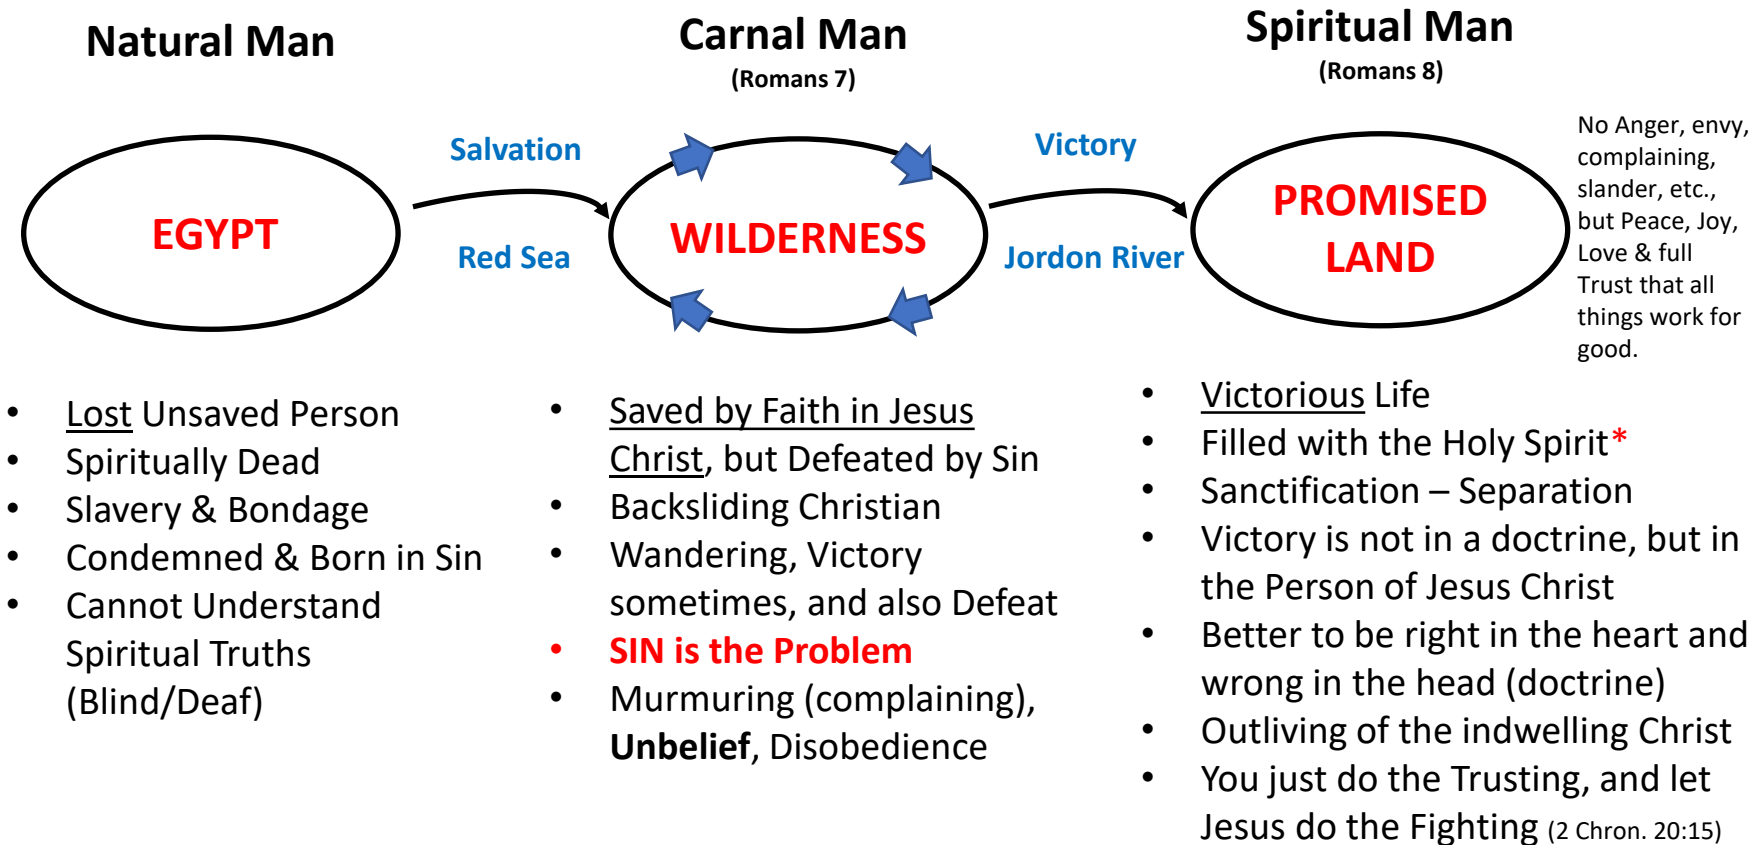 Natural Man
Carnal Man
(Romans 7)
Spiritual Man
(Romans 8)
EGYPT
Salvation
Red Sea
WILDERNESS
Victory
Jordon River
PROMISED
LAND
No Anger, envy,
complaining,
slander, etc.,
but Peace, Joy,
Love & full
Trust that all
things work for
good.
• Lost Unsaved Person
• Spiritually Dead
• Slavery & Bondage
• Condemned & Born in Sin
• Cannot Understand
Spiritual Truths
(Blind/Deaf)
• Saved by Faith in Jesus
Christ, but Defeated by Sin
• Backsliding Christian
• Wandering, Victory
sometimes, and also Defeat
• SIN is the Problem
• Murmuring (complaining),
Unbelief, Disobedience
• Victorious Life
• Filled with the Holy Spirit*
• Sanctification – Separation
• Victory is not in a doctrine, but in
the Person of Jesus Christ
• Better to be right in the heart and
wrong in the head (doctrine)
• Outliving of the indwelling Christ
• You just do the Trusting, and let
Jesus do the Fighting (2 Chron. 20:15)